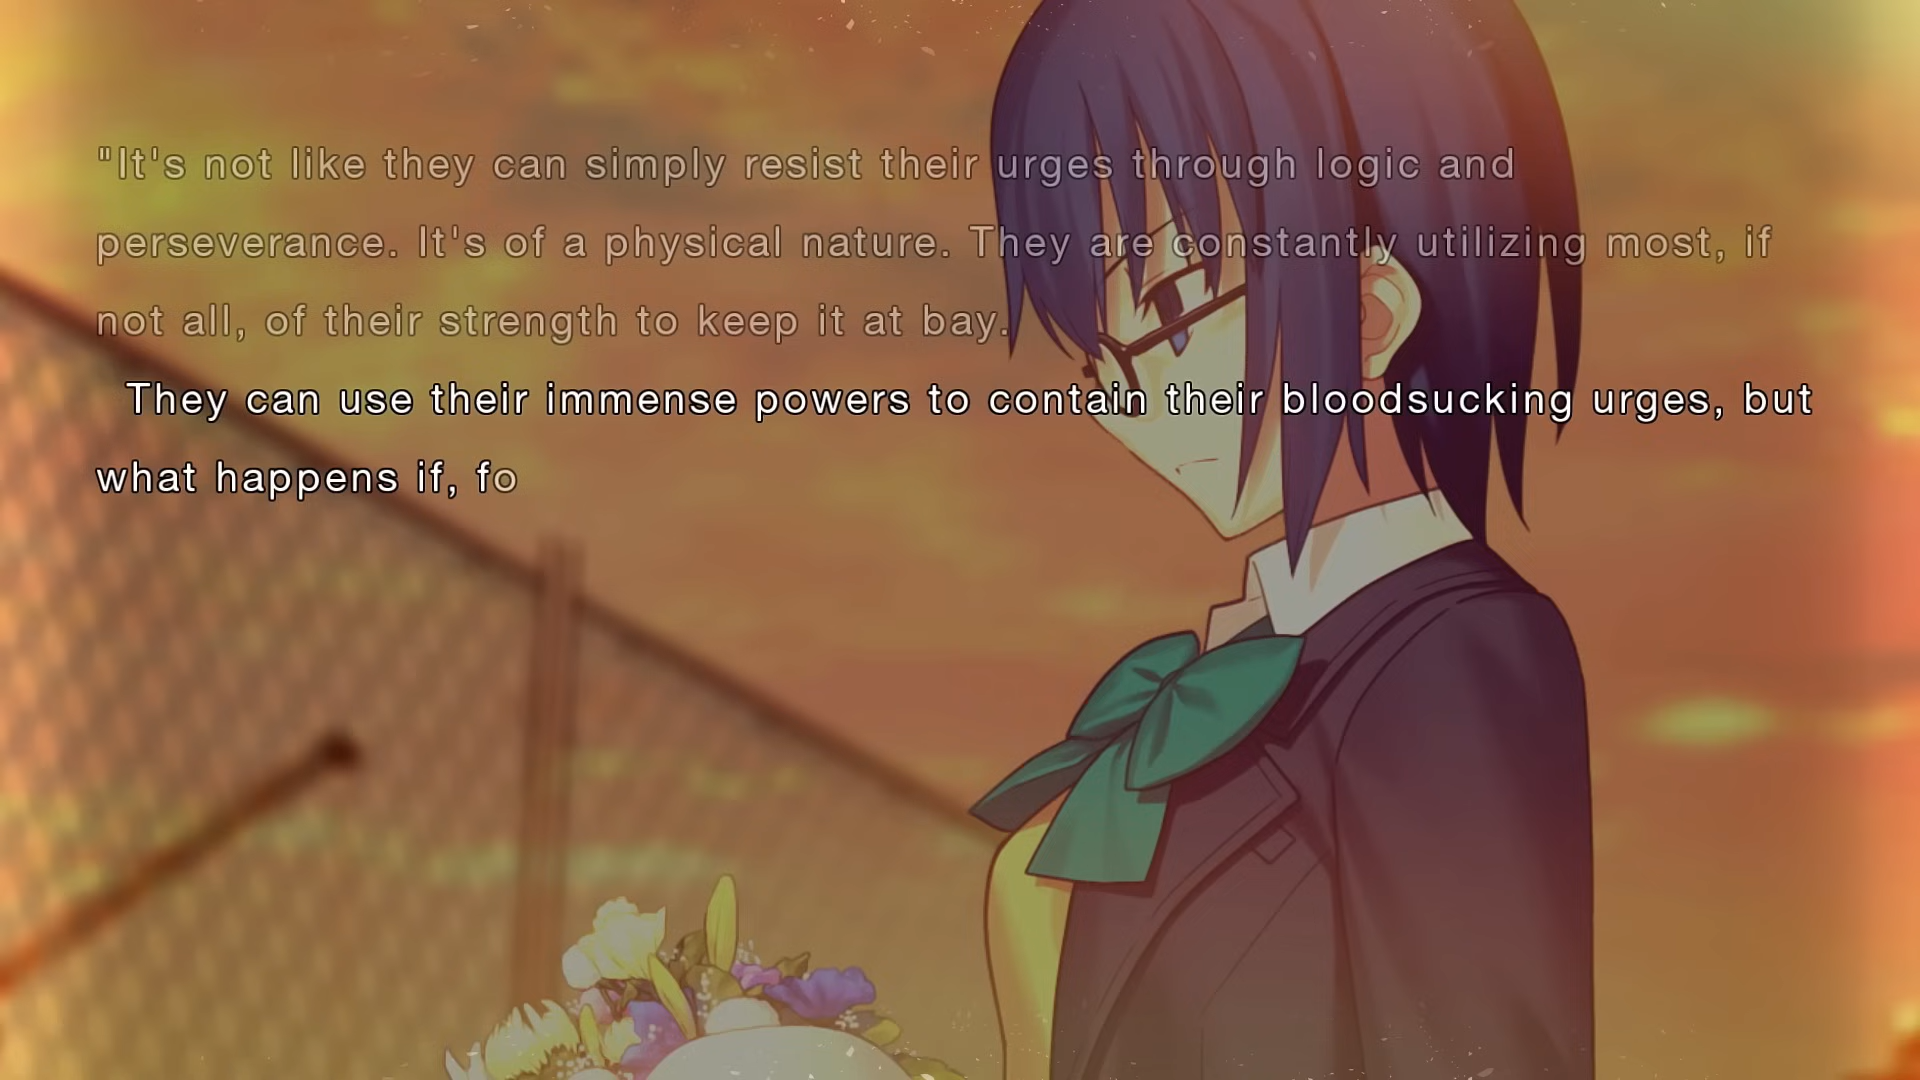 "It's not like they can simply resist their urges through logic and
perseverance. It's of a physical nature. They are constantly utilizing most, if
not all, of their strength to keep it at bay.
They can use their immense powers to contain their bloodsucking urges, but
what happens if, fo